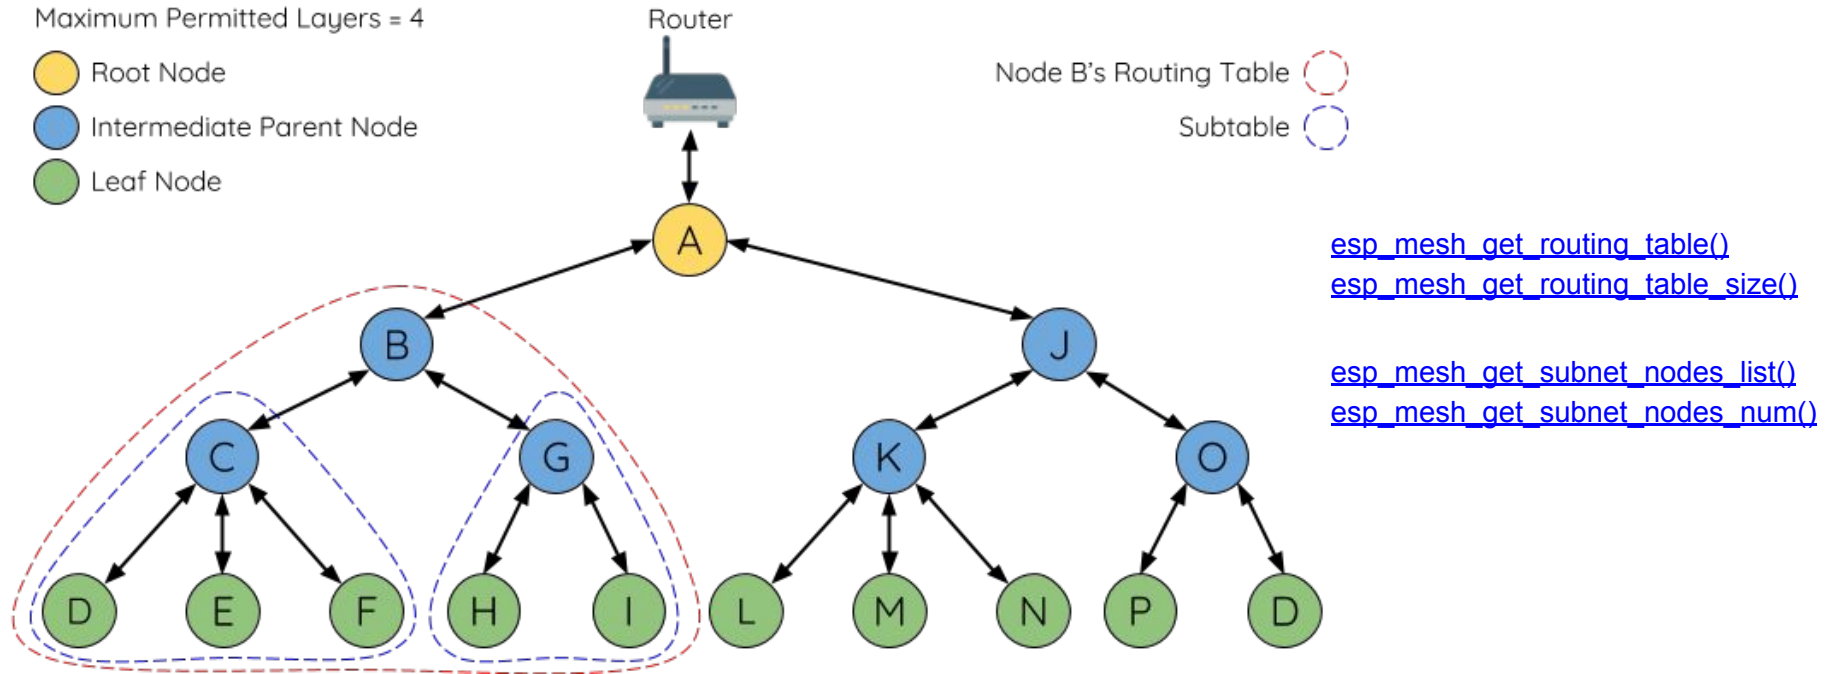 Maximum Permitted Layers = 4
Router
Root Node
Node B's Routing Table
Intermediate Parent Node
Subtable
Leaf Node
A
esp_mesh_get_routing_table()
esp_mesh_get_routing_table_size()
B
J
esp_mesh_get_subnet_nodes_list()
esp_mesh_get_subnet_nodes_num()
C
G
K
O
D
E
F
H
I
L
M
N
P
D